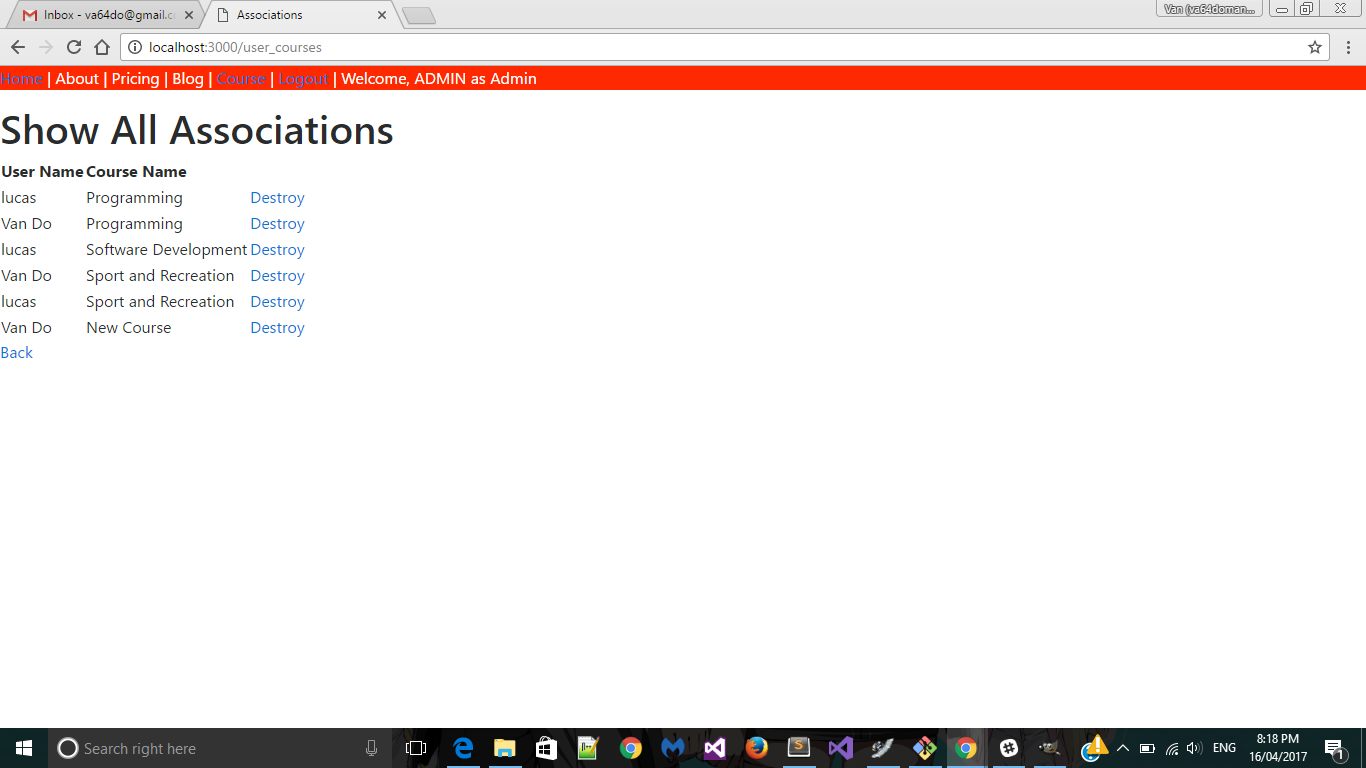 Inbox - va64do@gmail.c
Associations
Van (va64doman...
localhost:3000/user_courses
Home | About | Pricing | Blog | Course | Logout | Welcome, ADMIN as Admin
Show All Associations
User Name Course Name
lucas Programming Destroy
Van Do Programming Destroy
lucas Software Development Destroy
Van Do Sport and Recreation Destroy
lucas Sport and Recreation Destroy
Van Do New Course Destroy
Back
Search right here
ENG
8:18 PM
16/04/2017
1